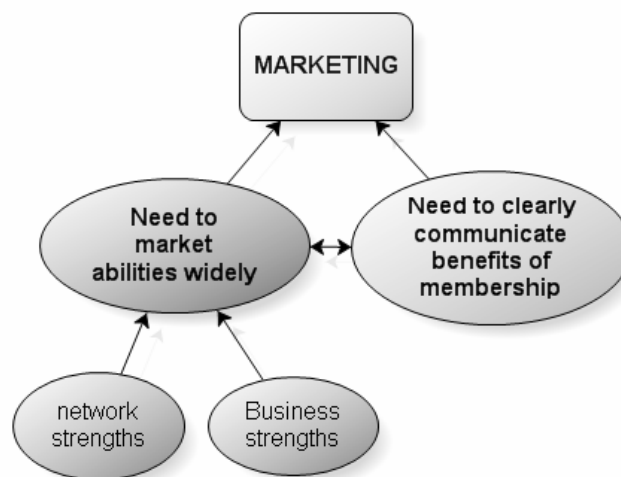 MARKETING
Need to
market
abilities widely
Need to clearly
communicate
benefits of
membership
network
strengths
Business
strengths